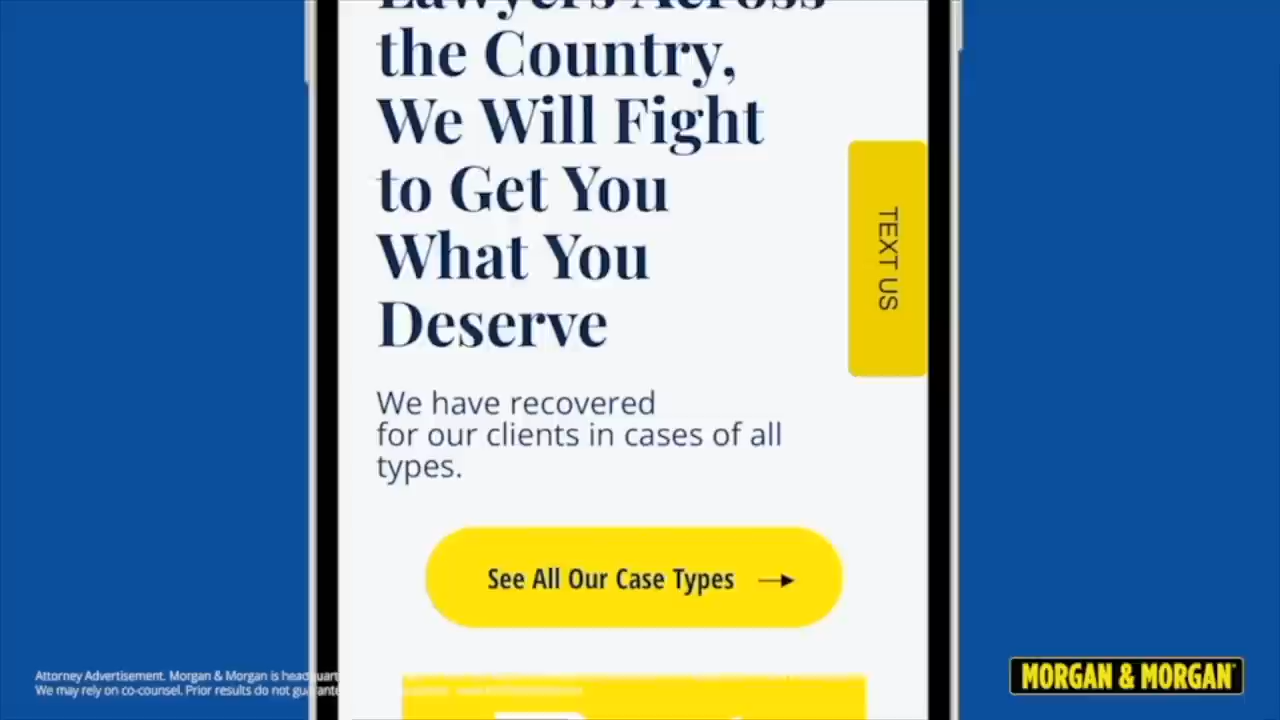 Lawyers Across
the Country,
We Will Fight
to Get You
What You
Deserve
TEXT US
We have recovered
for our clients in cases of all
types.
See All Our Case Types
Attorney Advertisement. Morgan & Morgan is
We may rely on co-counsel. Prior results do not
MORGAN & MORGAN